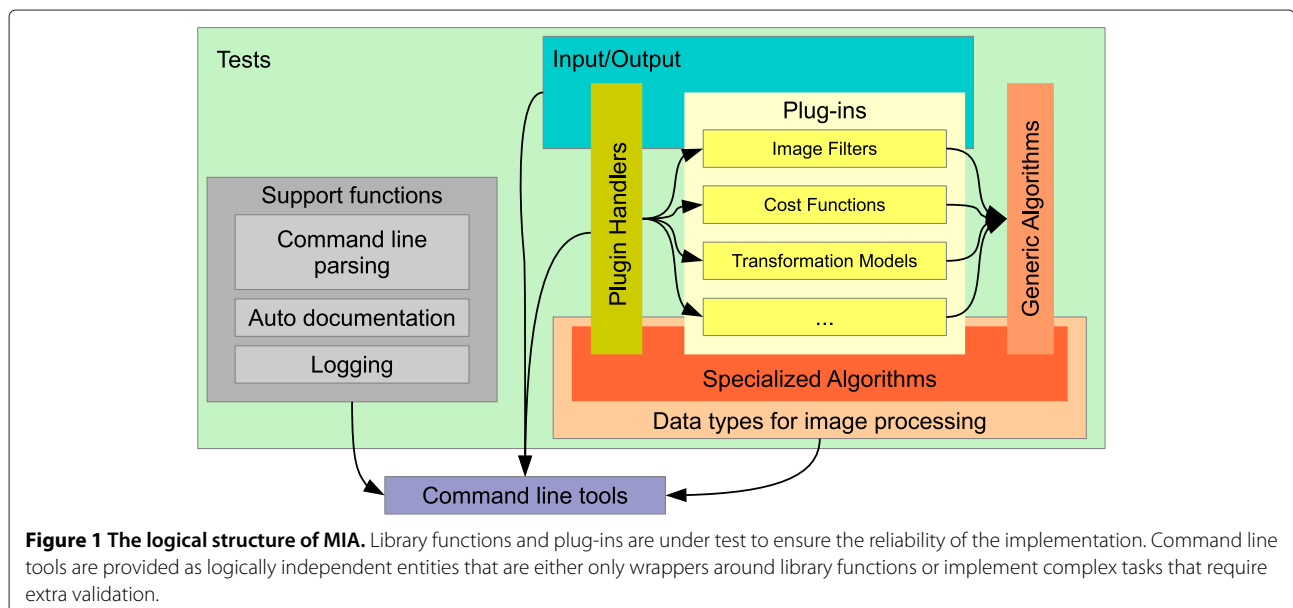 Tests
Input/Output
Plug-ins
Image Filters
Cost Functions
Transformation Models
...
Plugin Handlers
Generic Algorithms
Support functions
Command line
parsing
Auto documentation
Logging
Specialized Algorithms
Data types for image processing
Command line tools
Figure 1 The logical structure of MIA. Library functions and plug-ins are under test to ensure the reliability of the implementation. Command line
tools are provided as logically independent entities that are either only wrappers around library functions or implement complex tasks that require
extra validation.